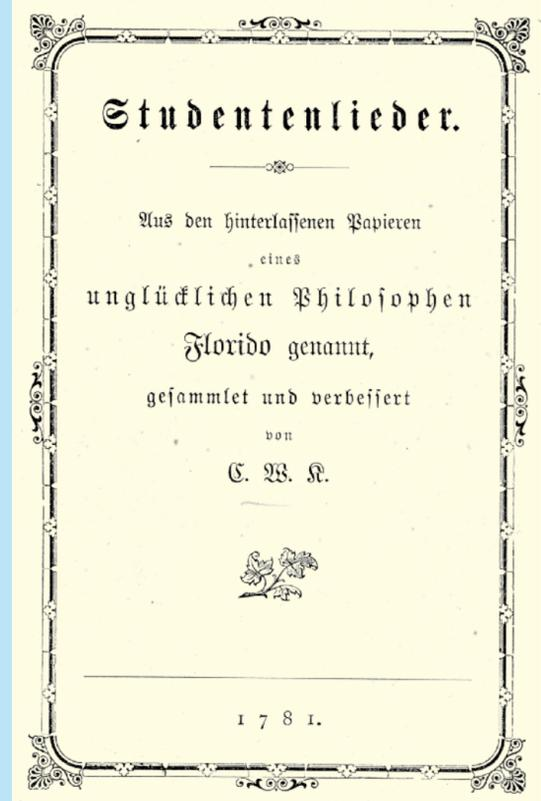 Studentenlieder.
Aus den hinterlassenen Papieren
eines
unglücklichen Philosophen
Florido genannt,
gesammlet und verbessert
von
C. W. K.
1781.